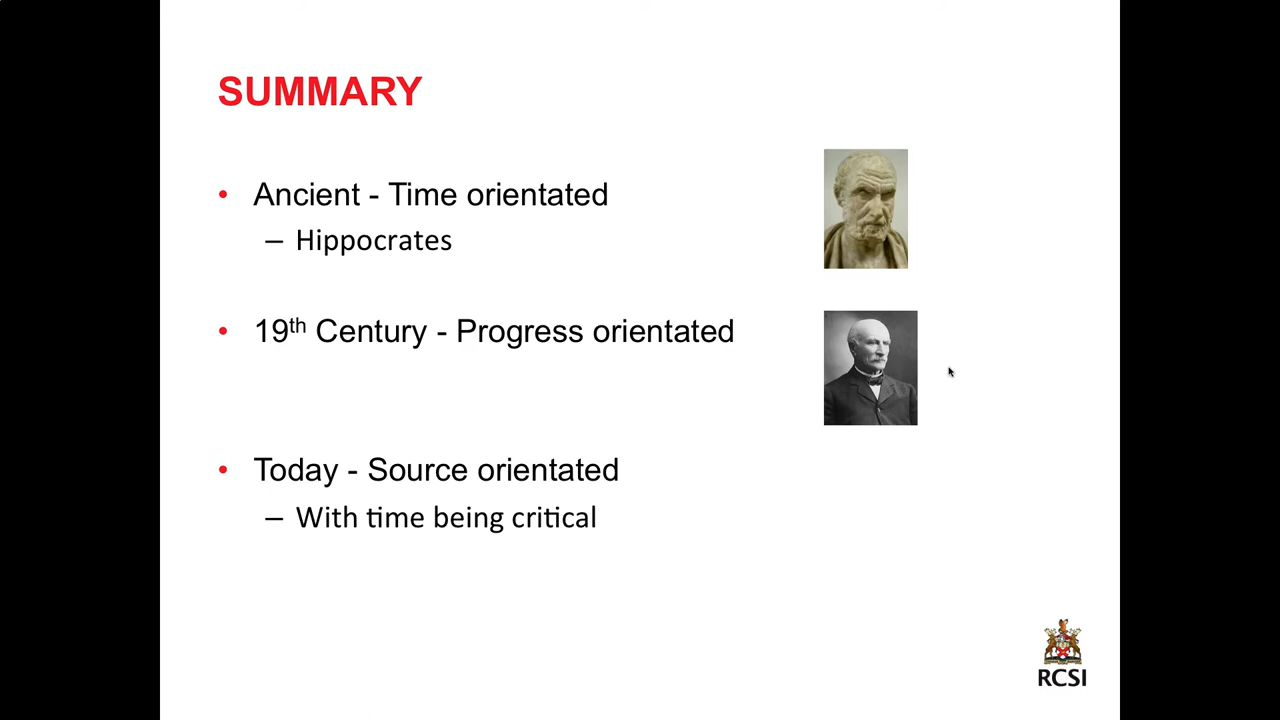 SUMMARY
• Ancient - Time orientated
– Hippocrates
• 19th Century - Progress orientated
• Today - Source orientated
– With time being critical
RCSI